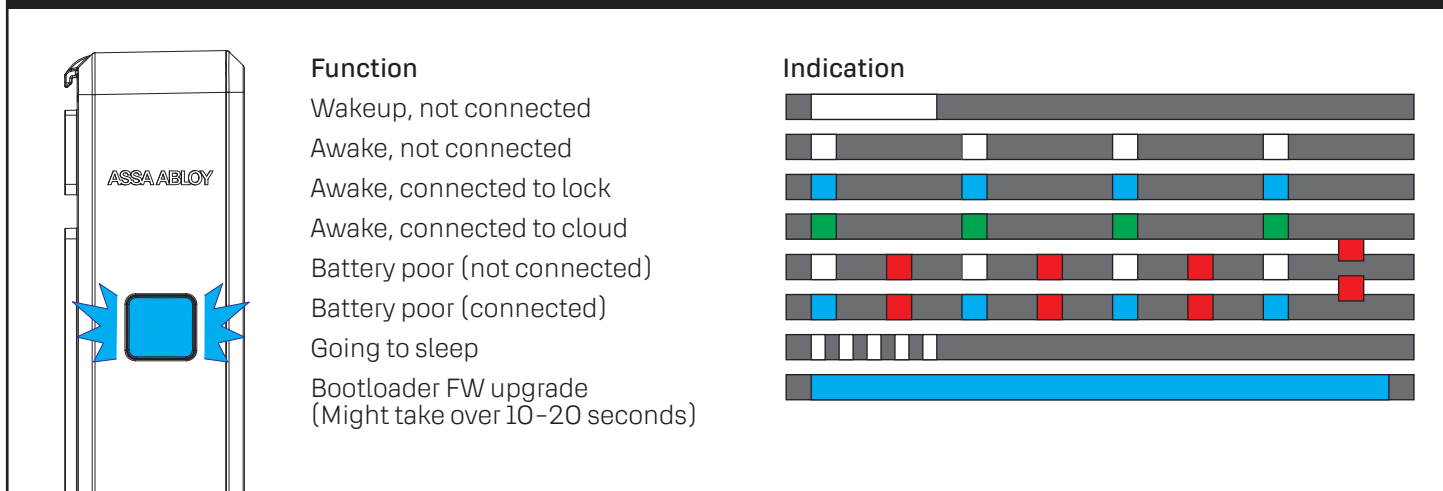 Function
Indication
Wakeup, not connected
Awake, not connected
ASSA ABLOY
Awake, connected to lock
Awake, connected to cloud
Battery poor (not connected)
Battery poor (connected)
Going to sleep
Bootloader FW upgrade
(Might take over 10-20 seconds)